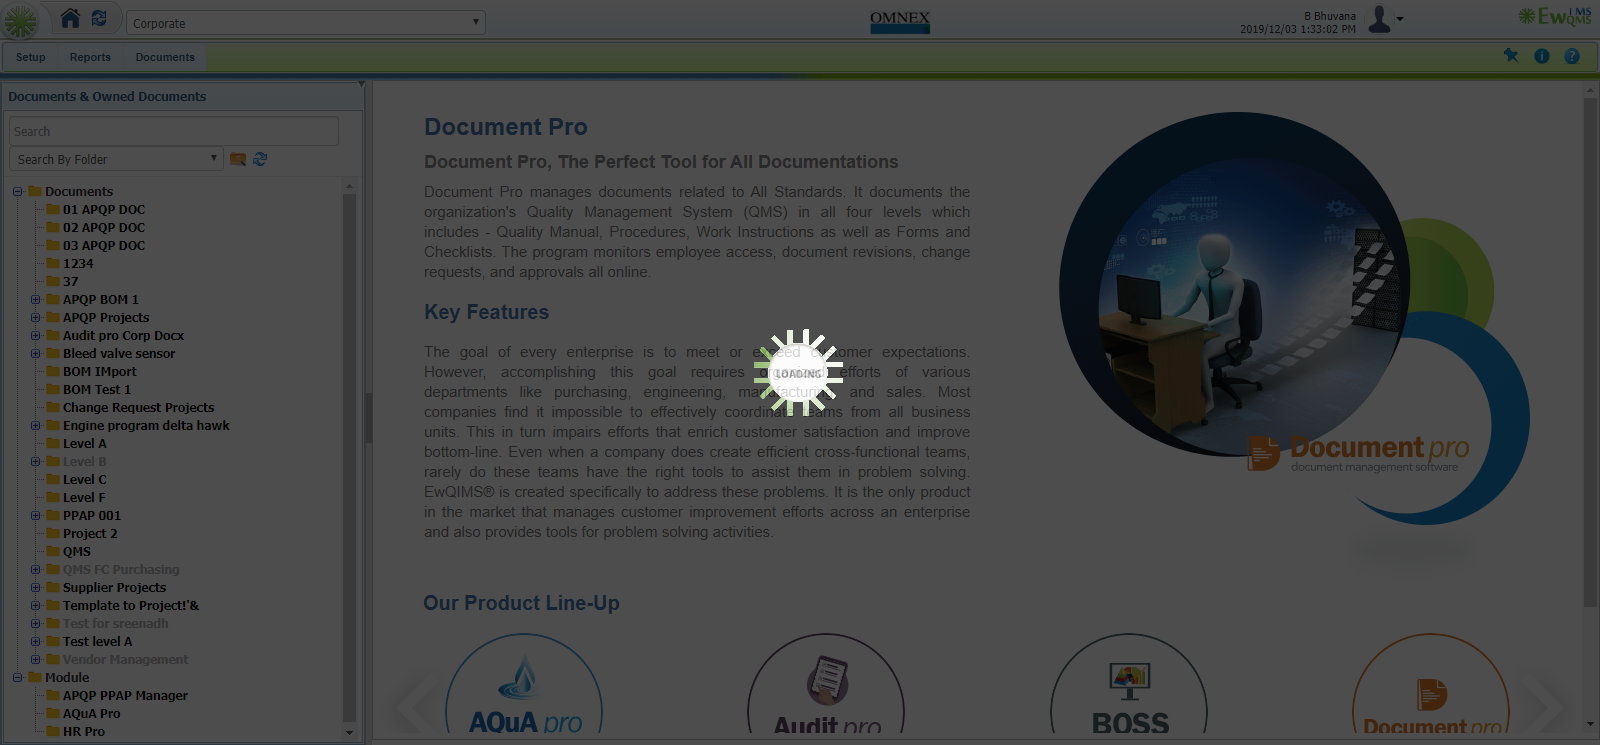 Corporate
OMNEX
B Bhuvana
2019/12/03 1:33:02 PM
EwQIMS
QMS
Setup
Reports
Documents
Documents & Owned Documents
Search
Search By Folder
Documents
01 APQP DOC
02 APQP DOC
03 APQP DOC
1234
37
APQP BOM 1
APQP Projects
Audit pro Corp Docx
Bleed valve sensor
BOM IMport
BOM Test 1
Change Request Projects
Engine program delta hawk
Level A
Level B
Level C
Level F
PPAP 001
Project 2
QMS
QMS FC Purchasing
Supplier Projects
Template to Project!'&
Test for sreenadh
Test level A
Vendor Management
Module
APQP PPAP Manager
AQuA Pro
HR Pro
Document Pro
Document Pro, The Perfect Tool for All Documentations
Document Pro manages documents related to All Standards. It documents the
organization's Quality Management System (QMS) in all four levels which
includes - Quality Manual, Procedures, Work Instructions as well as Forms and
Checklists. The program monitors employee access, document revisions, change
requests, and approvals all online.
Key Features
The goal of every enterprise is to meet or exceed customer expectations.
However, accomplishing this goal requires organized efforts of various
departments like purchasing, engineering, manufacturing, and sales. Most
companies find it impossible to effectively coordinate teams from all business
units. This in turn impairs efforts that enrich customer satisfaction and improve
bottom-line. Even when a company does create efficient cross-functional teams,
rarely do these teams have the right tools to assist them in problem solving.
EwQIMS® is created specifically to address these problems. It is the only product
in the market that manages customer improvement efforts across an enterprise
and also provides tools for problem solving activities.
LOADING
Document pro
document management software
Our Product Line-Up
AQuA pro
Audit pro
BOSS
Document pro